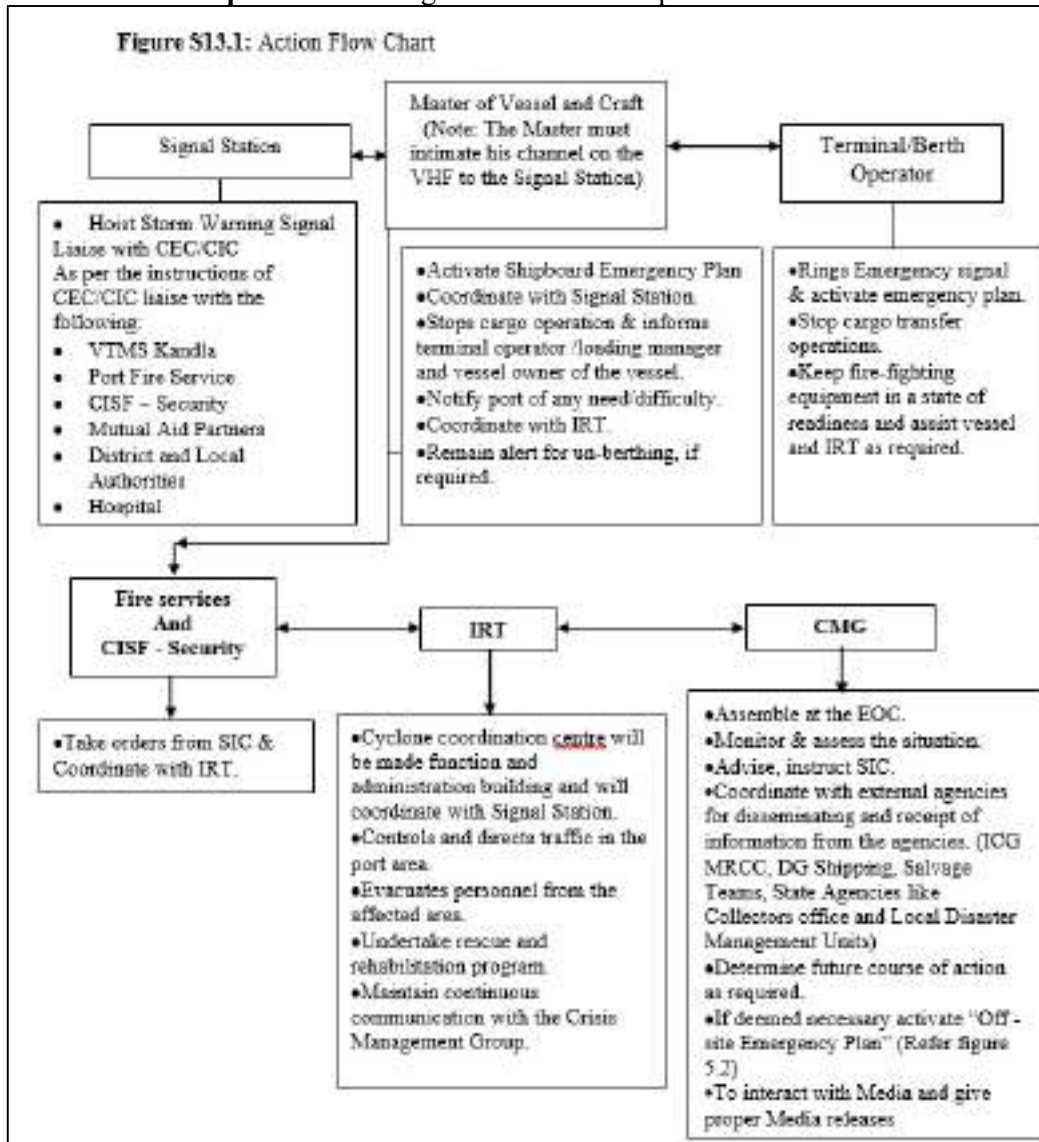 Figure S13.1: Action Flow Chart
Master of Vessel and Craft
(Note: The Master must
intimate his channel on the
VHF to the Signal Station)
Signal Station
Terminal/Berth
Operator
• Hoist Storm Warning Signal
Liaise with CEC/CIC
As per the instructions of
CEC/CIC liaise with the
following:
• VTMS Kandla
• Port Fire Service
• CISF – Security
• Mutual Aid Partners
• District and Local
Authorities
• Hospital
•Activate Shipboard Emergency Plan
•Coordinate with Signal Station.
•Stops cargo operation & informs
terminal operator /loading manager
and vessel owner of the vessel.
•Notify port of any need/difficulty.
•Coordinate with IRT.
•Remain alert for un-berthing, if
required.
•Rings Emergency signal
& activate emergency plan.
•Stop cargo transfer
operations.
•Keep fire-fighting
equipment in a state of
readiness and assist vessel
and IRT as required.
Fire services
And
CISF - Security
IRT
CMG
•Take orders from SIC &
Coordinate with IRT.
•Cyclone coordination centre will
be made function and
administration building and will
coordinate with Signal Station.
•Controls and directs traffic in the
port area.
•Evacuates personnel from the
affected area.
•Undertake rescue and
rehabilitation program.
•Maintain continuous
communication with the Crisis
Management Group.
•Assemble at the EOC.
•Monitor & assess the situation.
•Advise, instruct SIC.
•Coordinate with external agencies
for disseminating and receipt of
information from the agencies. (ICG
MRCC, DG Shipping, Salvage
Teams, State Agencies like
Collectors office and Local Disaster
Management Units)
•Determine future course of action
as required.
•If deemed necessary activate “Off -
site Emergency Plan” (Refer figure
5.2)
•To interact with Media and give
proper Media releases